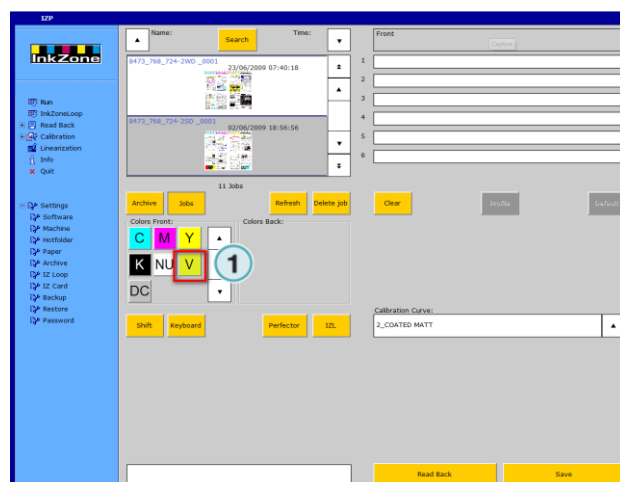 IZP
InkZone
Run
InkZoneLoop
Read Back
Calibration
Linearization
Info
Quit
Settings
Software
Machine
Hotfolder
Paper
Archive
IZ Loop
IZ Card
Backup
Restore
Password
Name:
Search
Time:
8473_768_724-2WD _0001
23/06/2009 07:40:18
8473_768_724-2SD _0001
02/06/2009 18:56:56
11 Jobs
Archive
Jobs
Refresh
Delete job
Colors Front:
Colors Back:
C
M
Y
K
NU
V
1
DC
Shift
Keyboard
Perfector
IZL
Front
Capture
1
2
3
4
5
6
Clear
Profile
Default
Calibration Curve:
2_COATED MATT
Read Back
Save